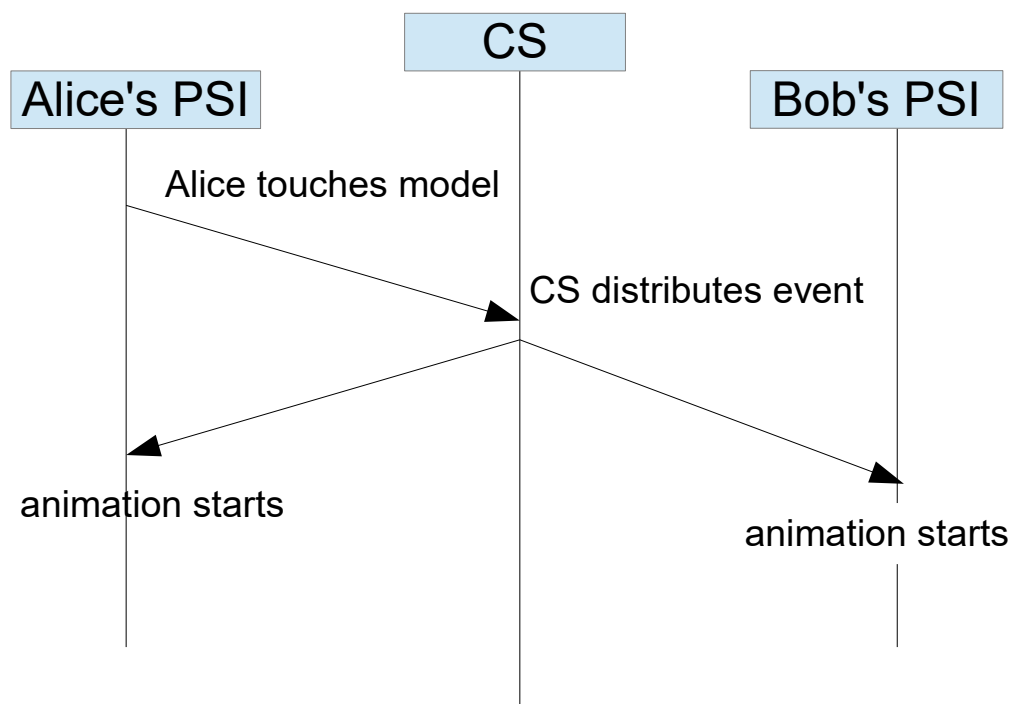 CS
Alice's PSI
Bob's PSI
Alice touches model
CS distributes event
animation starts
animation starts